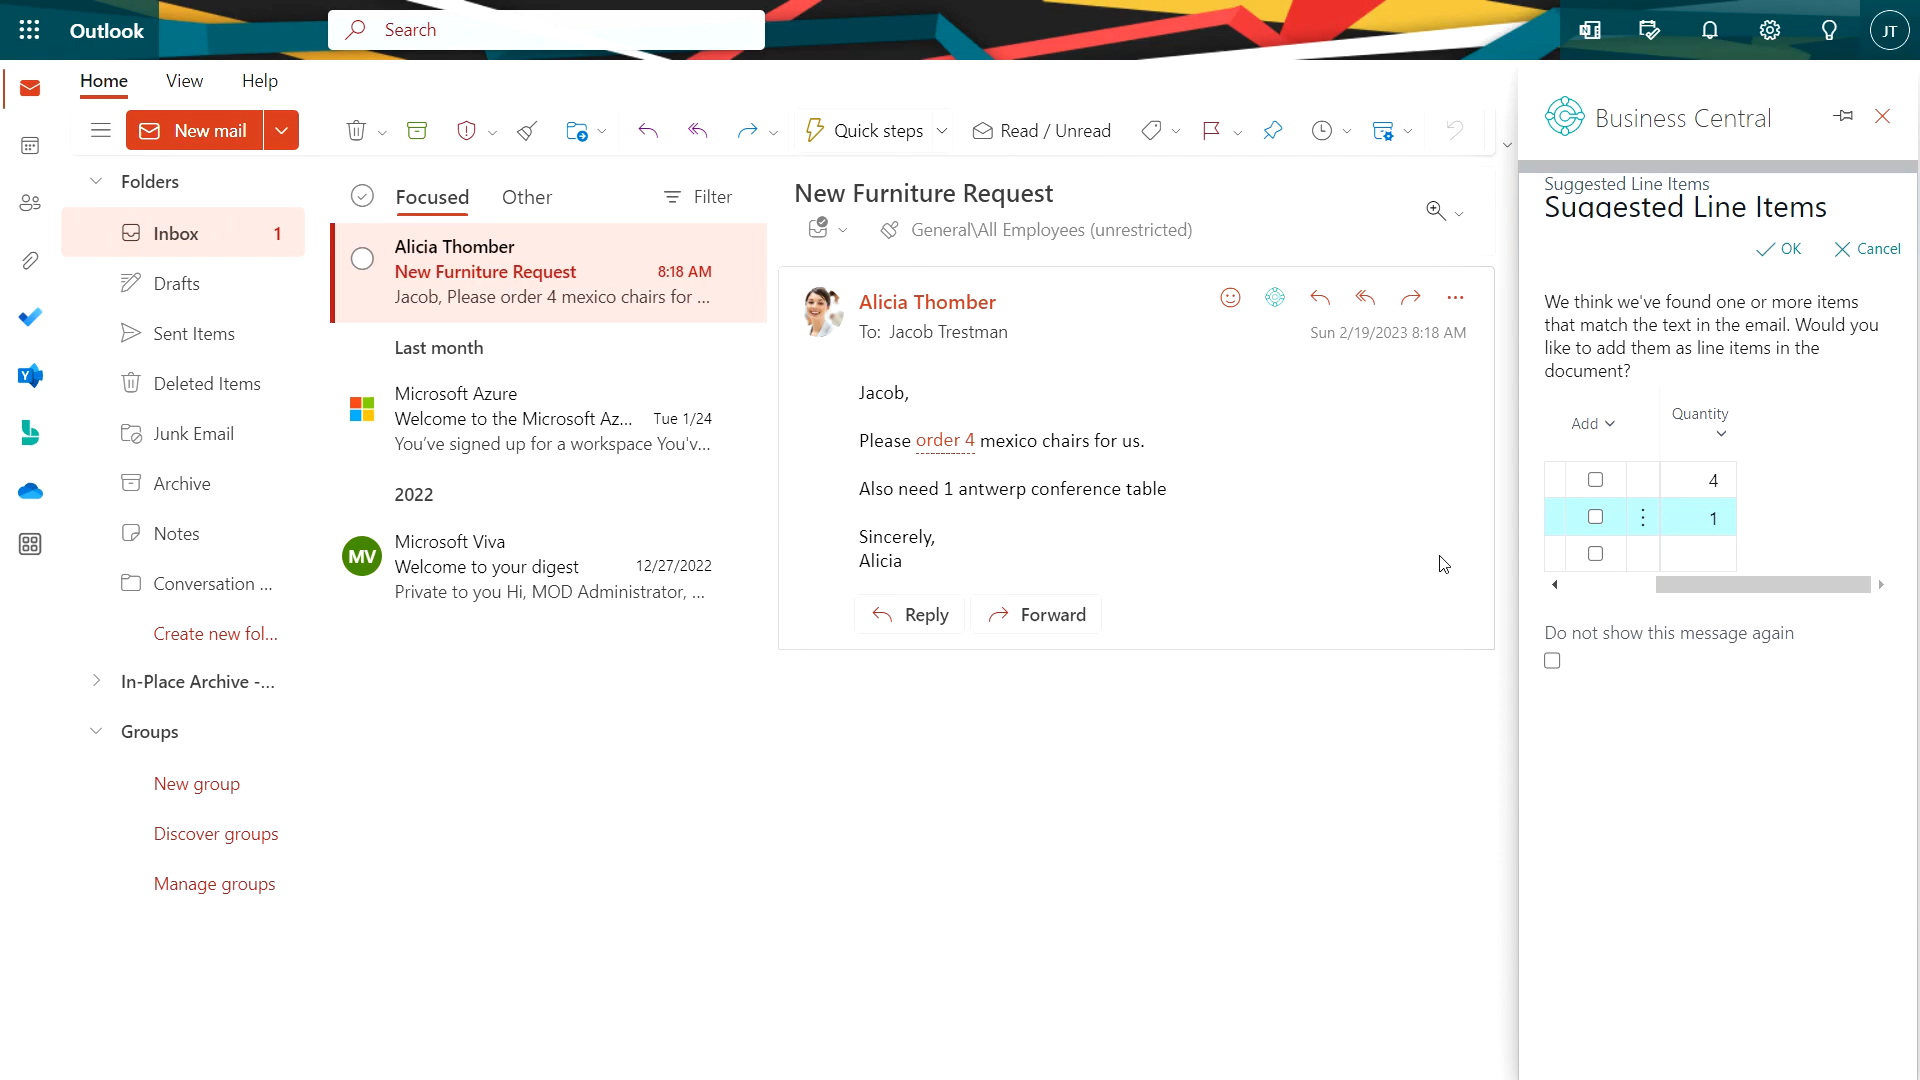 Outlook
Search
JT
Home
View
Help
New mail
Quick steps
Read / Unread
Folders
Inbox
1
Drafts
Sent Items
Deleted Items
Junk Email
Archive
Notes
Conversation ...
Create new fol...
In-Place Archive -...
Groups
New group
Discover groups
Manage groups
Focused
Other
Filter
Alicia Thomber
New Furniture Request
8:18 AM
Jacob, Please order 4 mexico chairs for ...
Last month
Microsoft Azure
Welcome to the Microsoft Az...
Tue 1/24
You've signed up for a workspace You'v...
2022
MV
Microsoft Viva
Welcome to your digest
12/27/2022
Private to you Hi, MOD Administrator, ...
New Furniture Request
General\All Employees (unrestricted)
Alicia Thomber
To: Jacob Trestman
Sun 2/19/2023 8:18 AM
Jacob,
Please order 4 mexico chairs for us.
Also need 1 antwerp conference table
Sincerely,
Alicia
Reply
Forward
Business Central
Suggested Line Items
Suggested Line Items
OK
Cancel
We think we've found one or more items
that match the text in the email. Would you
like to add them as line items in the
document?
Add
Quantity
4
1
Do not show this message again